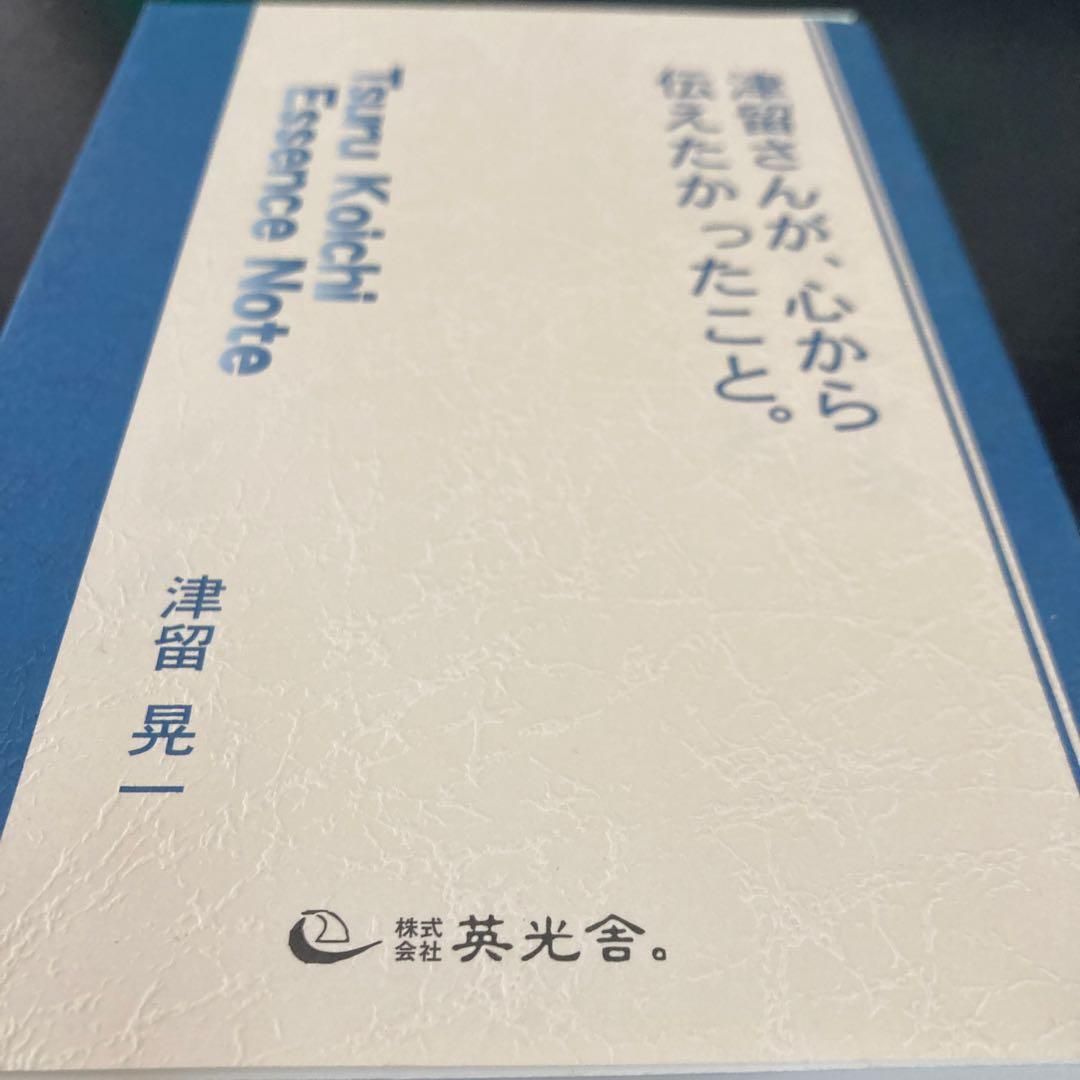 津留さんが、心から
伝えたかったこと。
Tsuru Koichi
Essence Note
津留 晃一
株式
会社
英光舎。